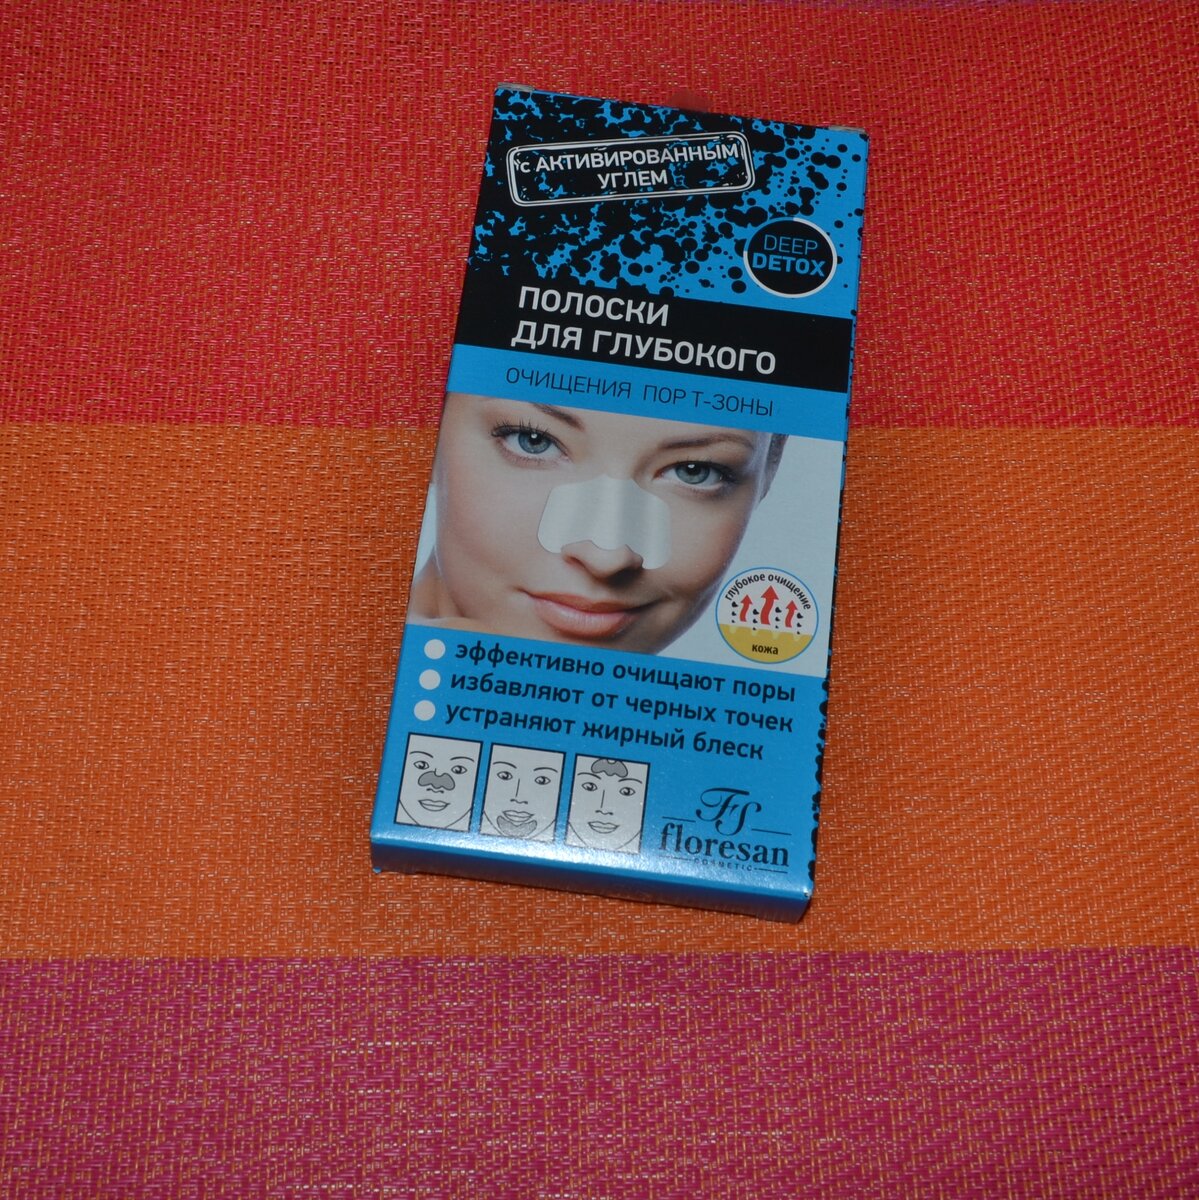 с АКТИВИРОВАННЫМ
УГЛЕМ
DEEP
DETOX
ПОЛОСКИ
ДЛЯ ГЛУБОКОГО
ОЧИЩЕНИЯ ПОР Т-ЗОНЫ
глубокое очищение
кожа
эффективно очищают поры
избавляют от черных точек
устраняют жирный блеск
FS
floresan
COSMETIC